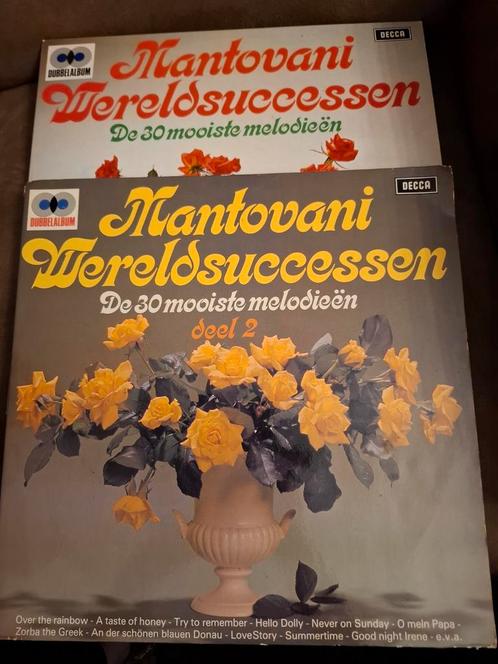 DUBBELALBUM
DECCA
Mantovani
Wereldsuccessen
De 30 mooiste melodieën
DUBBELALBUM
DECCA
Mantovani
Wereldsuccessen
De 30 mooiste melodieën
deel 2
Over the rainbow - A taste of honey - Try to remember - Hello Dolly - Never on Sunday - O mein Papa -
Zorba the Greek - An der schönen blauen Donau - LoveStory - Summertime - Good night Irene - e.v.a.